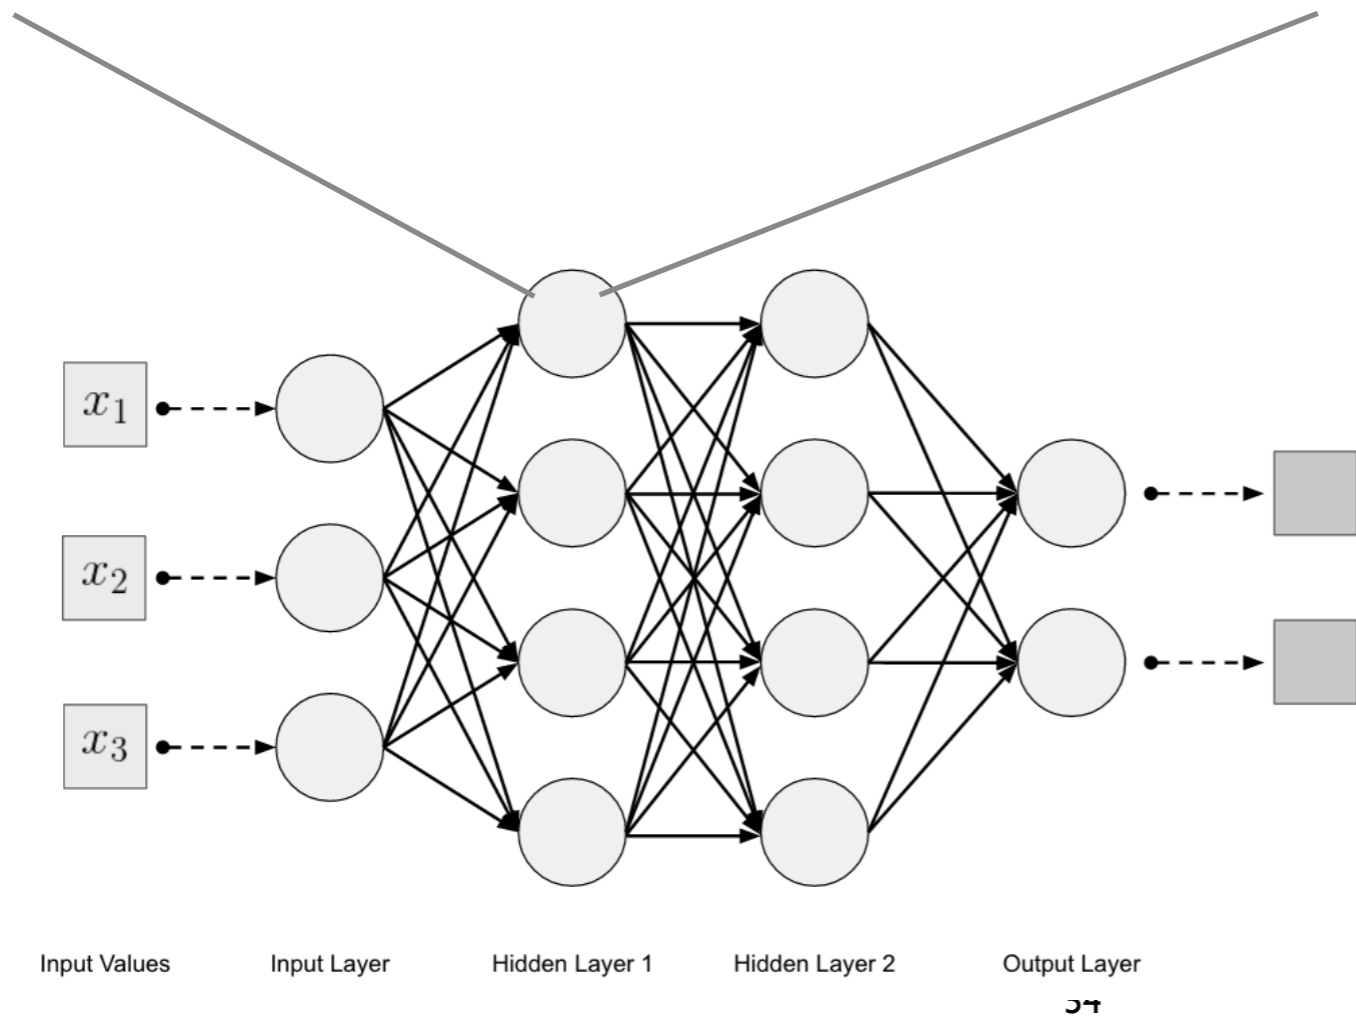 x1
x2
x3
Input Values Input Layer Hidden Layer 1 Hidden Layer 2 Output Layer